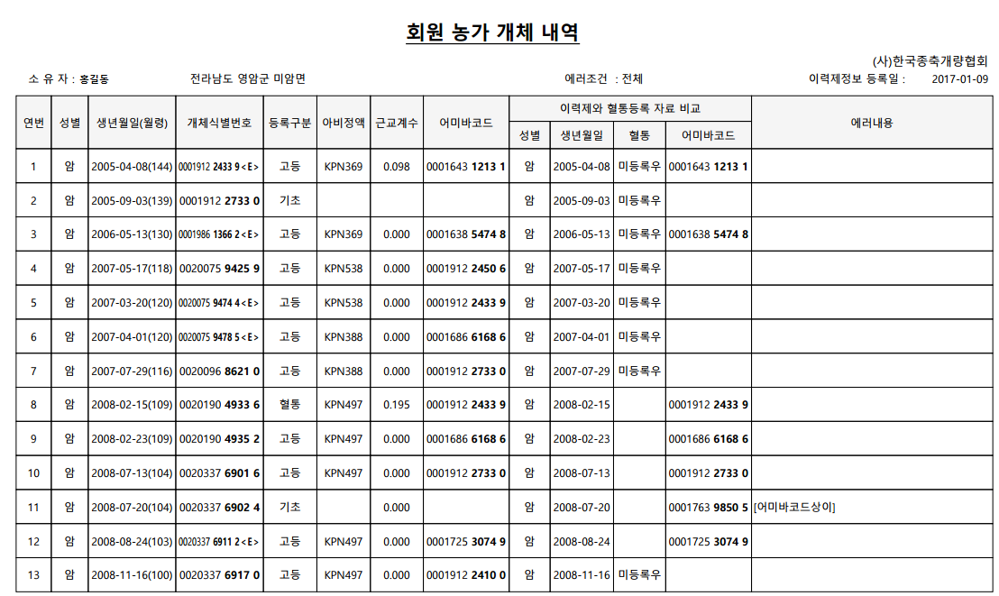 회원 농가 개체 내역
(사)한국종축개량협회
소 유 자 : 홍길동 전라남도 영암군 미암면 에러조건 : 전체 이력제정보 등록일 : 2017-01-09
연번 성별 생년월일(월령) 개체식별번호 등록구분 아비정액 근교계수 어미바코드 이력제와 혈통등록 자료 비교 에러내용
성별 생년월일 혈통 어미바코드
1 암 2005-04-08(144) 0001912 2433 9<E> 고등 KPN369 0.098 0001643 1213 1 암 2005-04-08 미등록우 0001643 1213 1
2 암 2005-09-03(139) 0001912 2733 0 기초 암 2005-09-03 미등록우
3 암 2006-05-13(130) 0001986 1366 2<E> 고등 KPN369 0.000 0001638 5474 8 암 2006-05-13 미등록우 0001638 5474 8
4 암 2007-05-17(118) 0020075 9425 9 고등 KPN538 0.000 0001912 2450 6 암 2007-05-17 미등록우
5 암 2007-03-20(120) 0020075 9474 4<E> 고등 KPN538 0.000 0001912 2433 9 암 2007-03-20 미등록우
6 암 2007-04-01(120) 0020075 9478 5<E> 고등 KPN388 0.000 0001686 6168 6 암 2007-04-01 미등록우
7 암 2007-07-29(116) 0020096 8621 0 고등 KPN388 0.000 0001912 2733 0 암 2007-07-29 미등록우
8 암 2008-02-15(109) 0020190 4933 6 혈통 KPN497 0.195 0001912 2433 9 암 2008-02-15 0001912 2433 9
9 암 2008-02-23(109) 0020190 4935 2 고등 KPN497 0.000 0001686 6168 6 암 2008-02-23 0001686 6168 6
10 암 2008-07-13(104) 0020337 6901 6 고등 KPN497 0.000 0001912 2733 0 암 2008-07-13 0001912 2733 0
11 암 2008-07-20(104) 0020337 6902 4 기초 0.000 암 2008-07-20 0001763 9850 5 [어미바코드상이]
12 암 2008-08-24(103) 0020337 6911 2<E> 고등 KPN497 0.000 0001725 3074 9 암 2008-08-24 0001725 3074 9
13 암 2008-11-16(100) 0020337 6917 0 고등 KPN497 0.000 0001912 2410 0 암 2008-11-16 미등록우